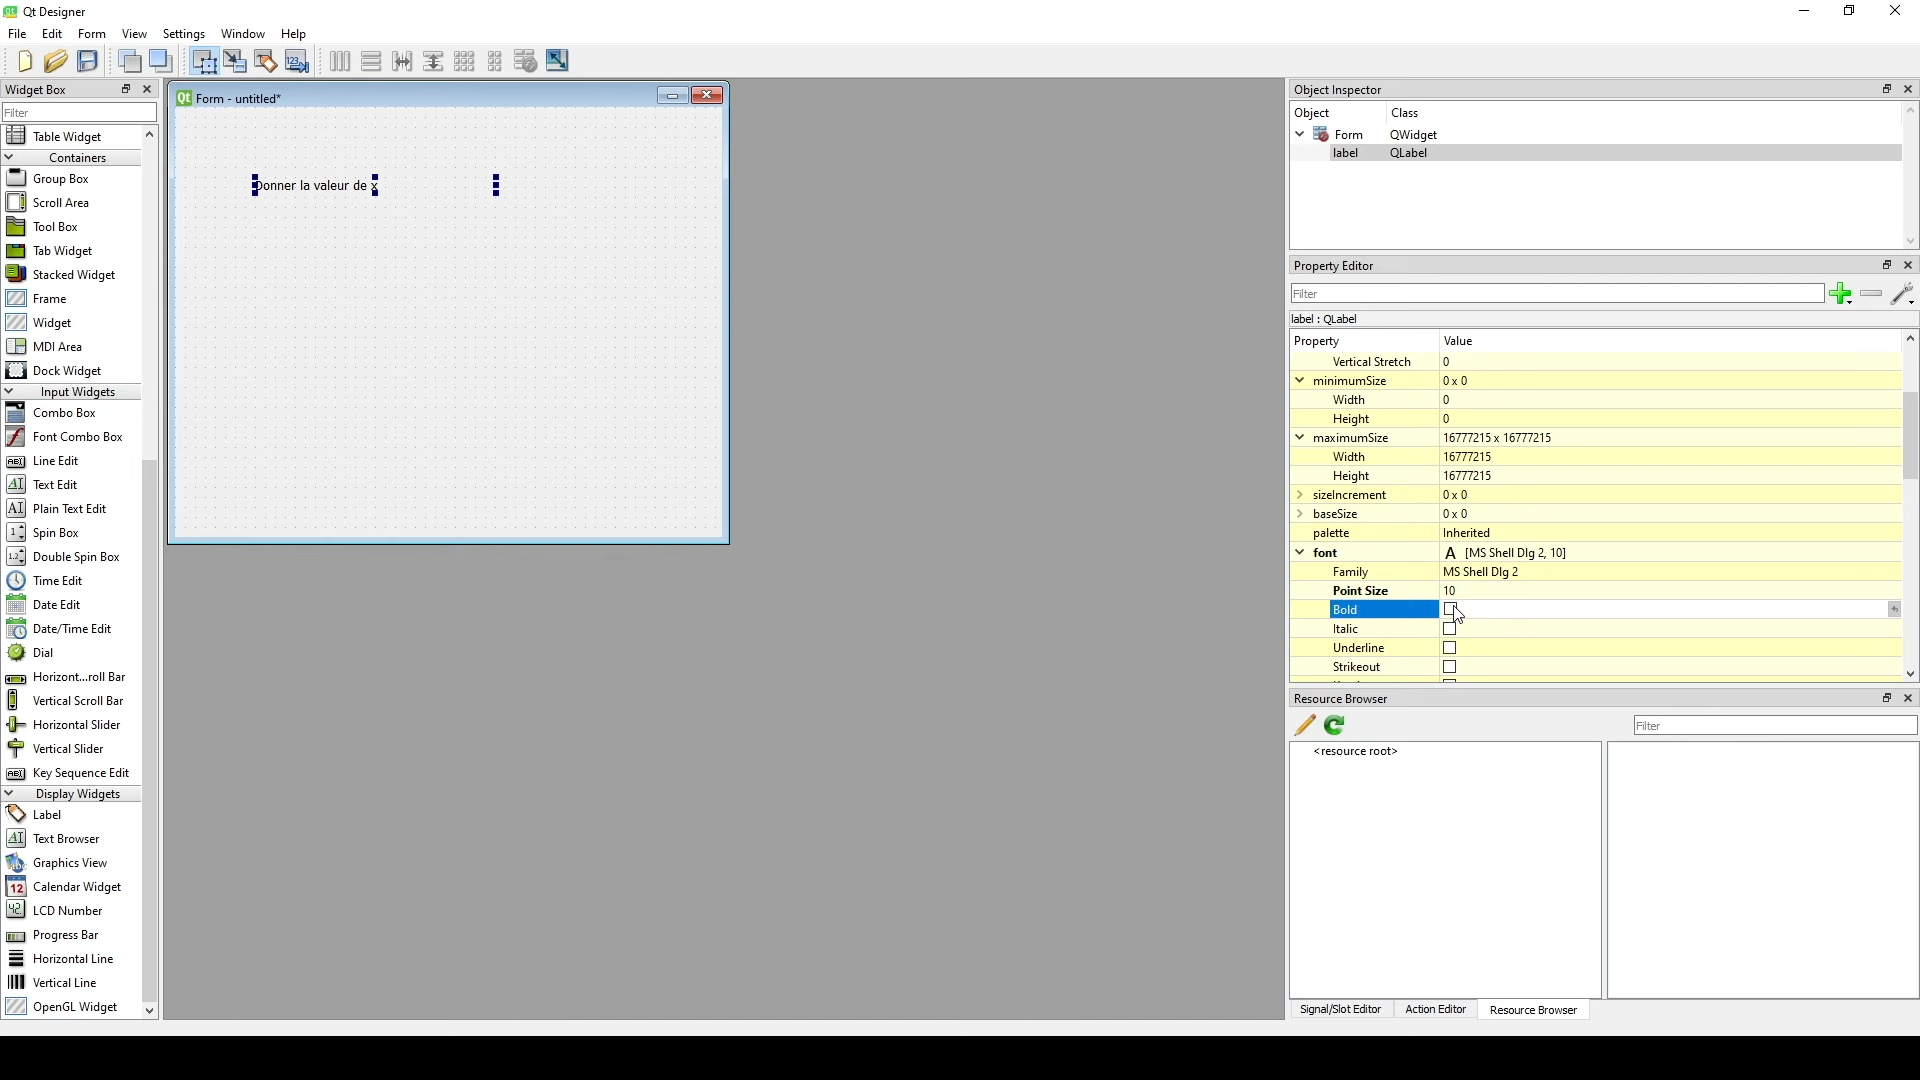 Qt Designer
File Edit Form View Settings Window Help
Widget Box
Filter
Table Widget
Containers
Group Box
Scroll Area
Tool Box
Tab Widget
Stacked Widget
Frame
Widget
MDI Area
Dock Widget
Input Widgets
Combo Box
Font Combo Box
Line Edit
Text Edit
Plain Text Edit
Spin Box
Double Spin Box
Time Edit
Date Edit
Date/Time Edit
Dial
Horizont...roll Bar
Vertical Scroll Bar
Horizontal Slider
Vertical Slider
Key Sequence Edit
Display Widgets
Label
Text Browser
Graphics View
Calendar Widget
LCD Number
Progress Bar
Horizontal Line
Vertical Line
OpenGL Widget
Form - untitled*
Donner la valeur de x
Object Inspector
Object Class
Form QWidget
label QLabel
Property Editor
Filter
label : QLabel
Property Value
Vertical Stretch 0
minimumSize 0 x 0
Width 0
Height 0
maximumSize 16777215 x 16777215
Width 16777215
Height 16777215
sizeIncrement 0 x 0
baseSize 0 x 0
palette Inherited
font A [MS Shell Dlg 2, 10]
Family MS Shell Dlg 2
Point Size 10
Bold
Italic
Underline
Strikeout
Resource Browser
Filter
<resource root>
Signal/Slot Editor Action Editor Resource Browser